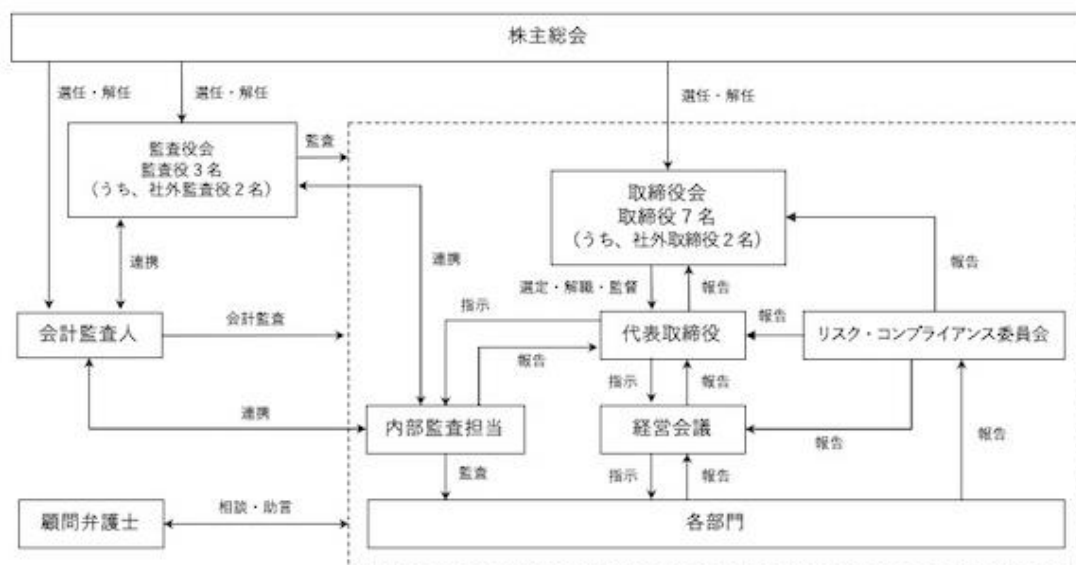 株主総会
選任・解任
選任・解任
選任・解任
監査役会
監査役3名
（うち、社外監査役2名）
監査
取締役会
取締役7名
（うち、社外取締役2名）
連携
連携
報告
選定・解職・監督
報告
指示
会計監査人
会計監査
代表取締役
報告
リスク・コンプライアンス委員会
報告
指示
報告
連携
内部監査担当
経営会議
報告
報告
監査
指示
報告
顧問弁護士
相談・助言
各部門